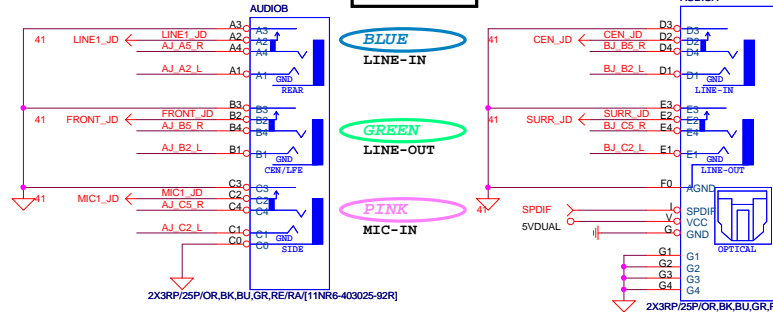 AUDIOB
A3 A3
41 LINE1_JD LINE1_JD A2 A2
AJ_A5_R A4 A4
AJ_A2_L A1 A1
GND
REAR
BLUE
LINE-IN
B3 B3
41 FRONT_JD FRONT_JD B2 B2
AJ_B5_R B4 B4
AJ_B2_L B1 B1
GND
CEN/LFE
GREEN
LINE-OUT
C3 C3
41 MIC1_JD MIC1_JD C2 C2
AJ_C5_R C4 C4
AJ_C2_L C1 C1
C0 C0
GND
SIDE
PINK
MIC-IN
2X3RP/25P/OR,BK,BU,GR,RE/RA/[11NR6-403025-92R]
D3 D3
41 CEN_JD CEN_JD D2 D2
BJ_B5_R D4 D4
BJ_B2_L D1 D1
GND
LINE-IN
E3 E3
41 SURR_JD SURR_JD E2 E2
BJ_C5_R E4 E4
BJ_C2_L E1 E1
GND
LINE-OUT
F0 AGND
41 SPDIF I SPDIF
5VDUAL V VCC
G GND
OPTICAL
G1 G1
G2 G2
G3 G3
G4 G4
2X3RP/25P/OR,BK,BU,GR,R